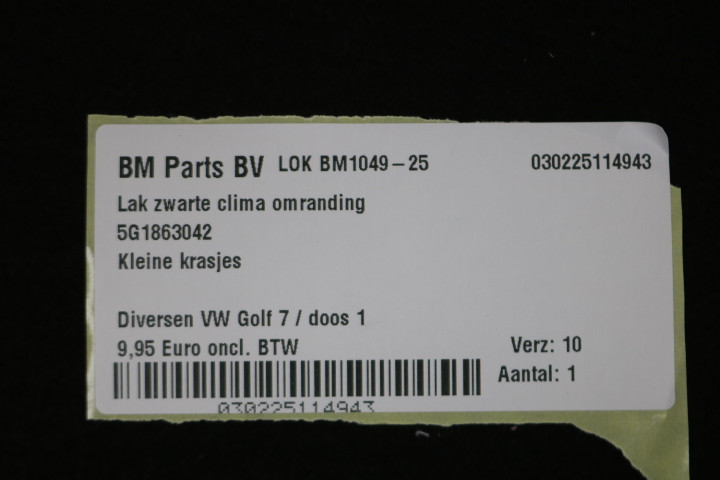 BM Parts BV LOK BM1049-25 030225114943
Lak zwarte clima omranding
5G1863042
Kleine krasjes
Diversen VW Golf 7 / doos 1
9,95 Euro oncl. BTW Verz: 10
Aantal: 1
030225114943